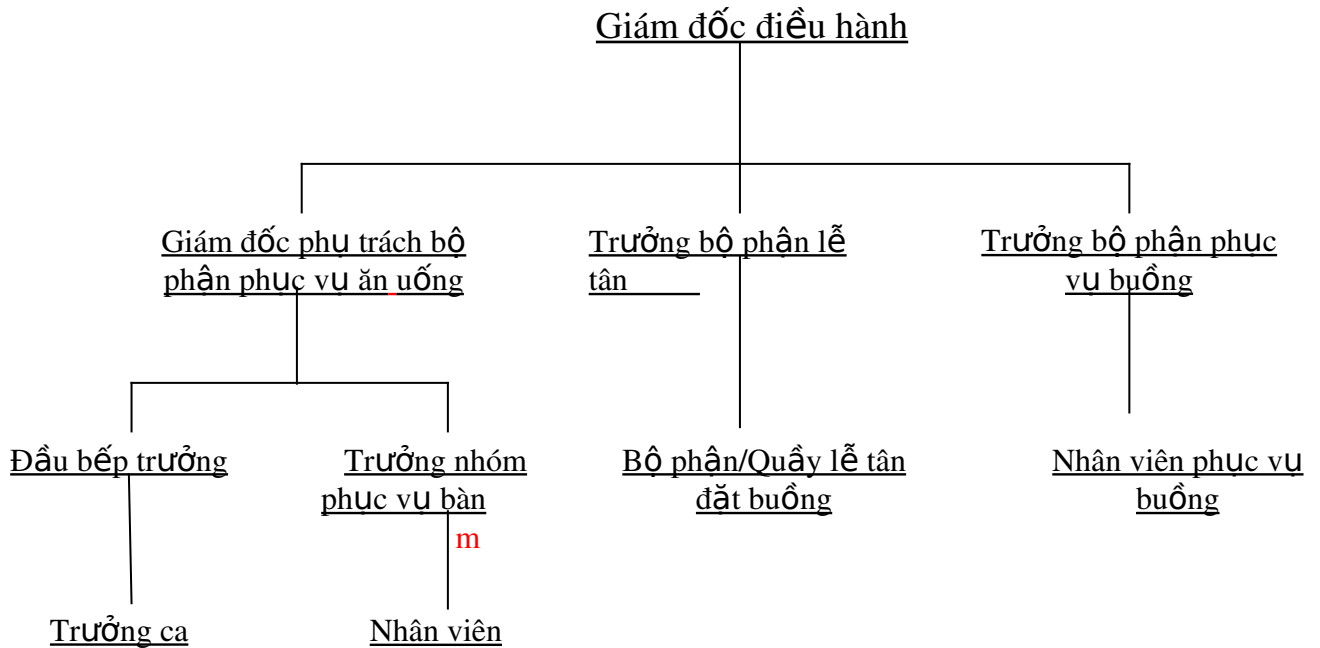 Giám đốc điều hành
Giám đốc phụ trách bộ
phận phục vụ ăn uống
Trưởng bộ phận lễ
tân
Trưởng bộ phận phục
vụ buồng
Đầu bếp trưởng
Trưởng nhóm
phục vụ bàn
m
Bộ phận/Quầy lễ tân
đặt buồng
Nhân viên phục vụ
buồng
Trưởng ca
Nhân viên